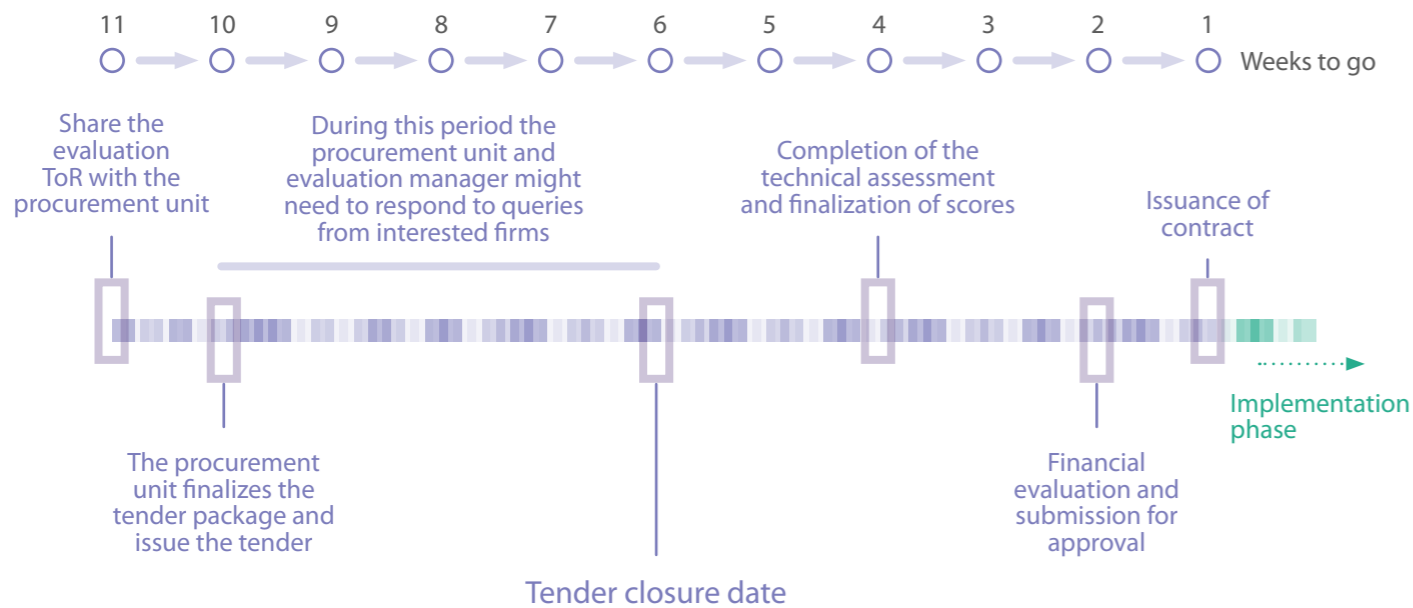 11 10 9 8 7 6 5 4 3 2 1
Weeks to go
Share the
evaluation
ToR with the
procurement unit
During this period the
procurement unit and
evaluation manager might
need to respond to queries
from interested firms
Completion of the
technical assessment
and finalization of scores
Issuance of
contract
The procurement
unit finalizes the
tender package and
issue the tender
Tender closure date
Financial
evaluation and
submission for
approval
Implementation
phase